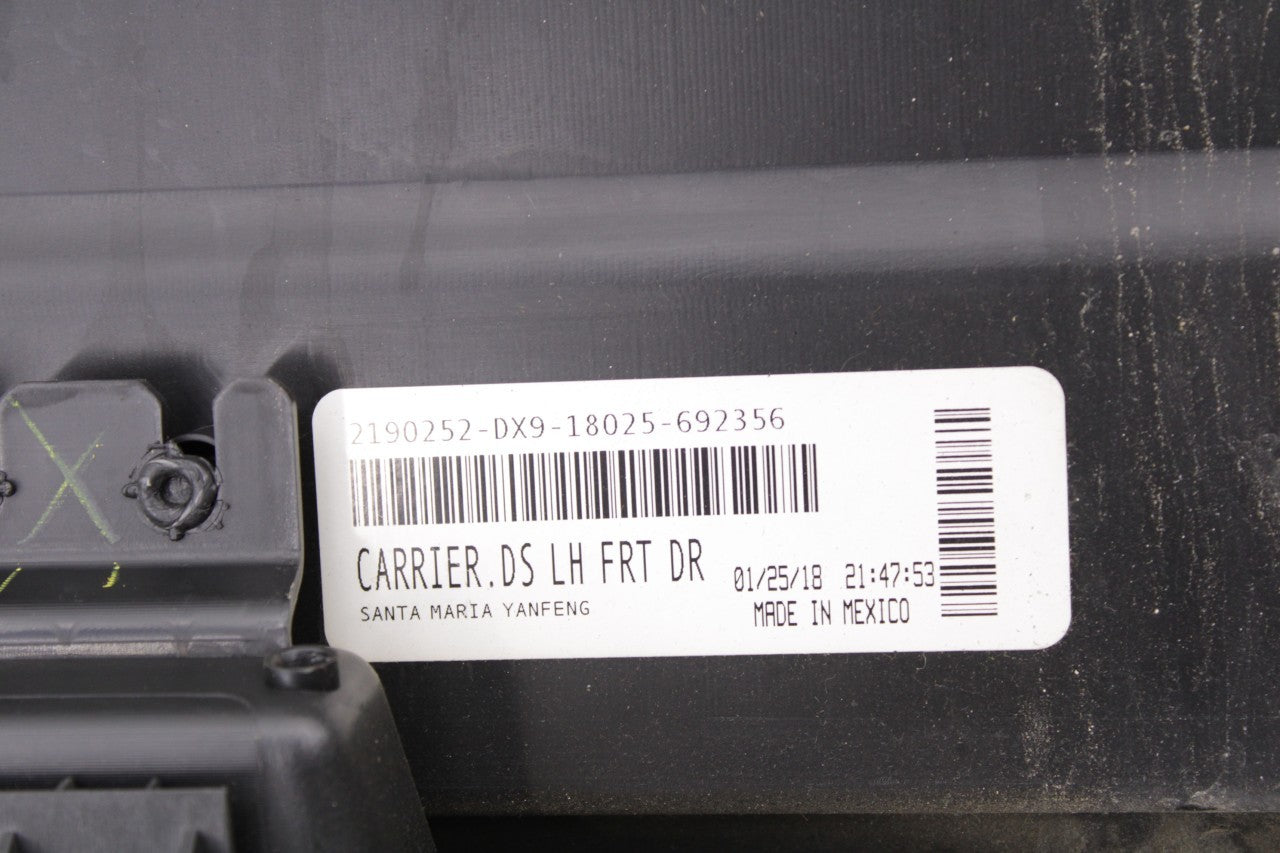 2190252-DX9-18025-692356
CARRIER.DS LH FRT DR
01/25/18 21:47:53
SANTA MARIA YANFENG
MADE IN MEXICO